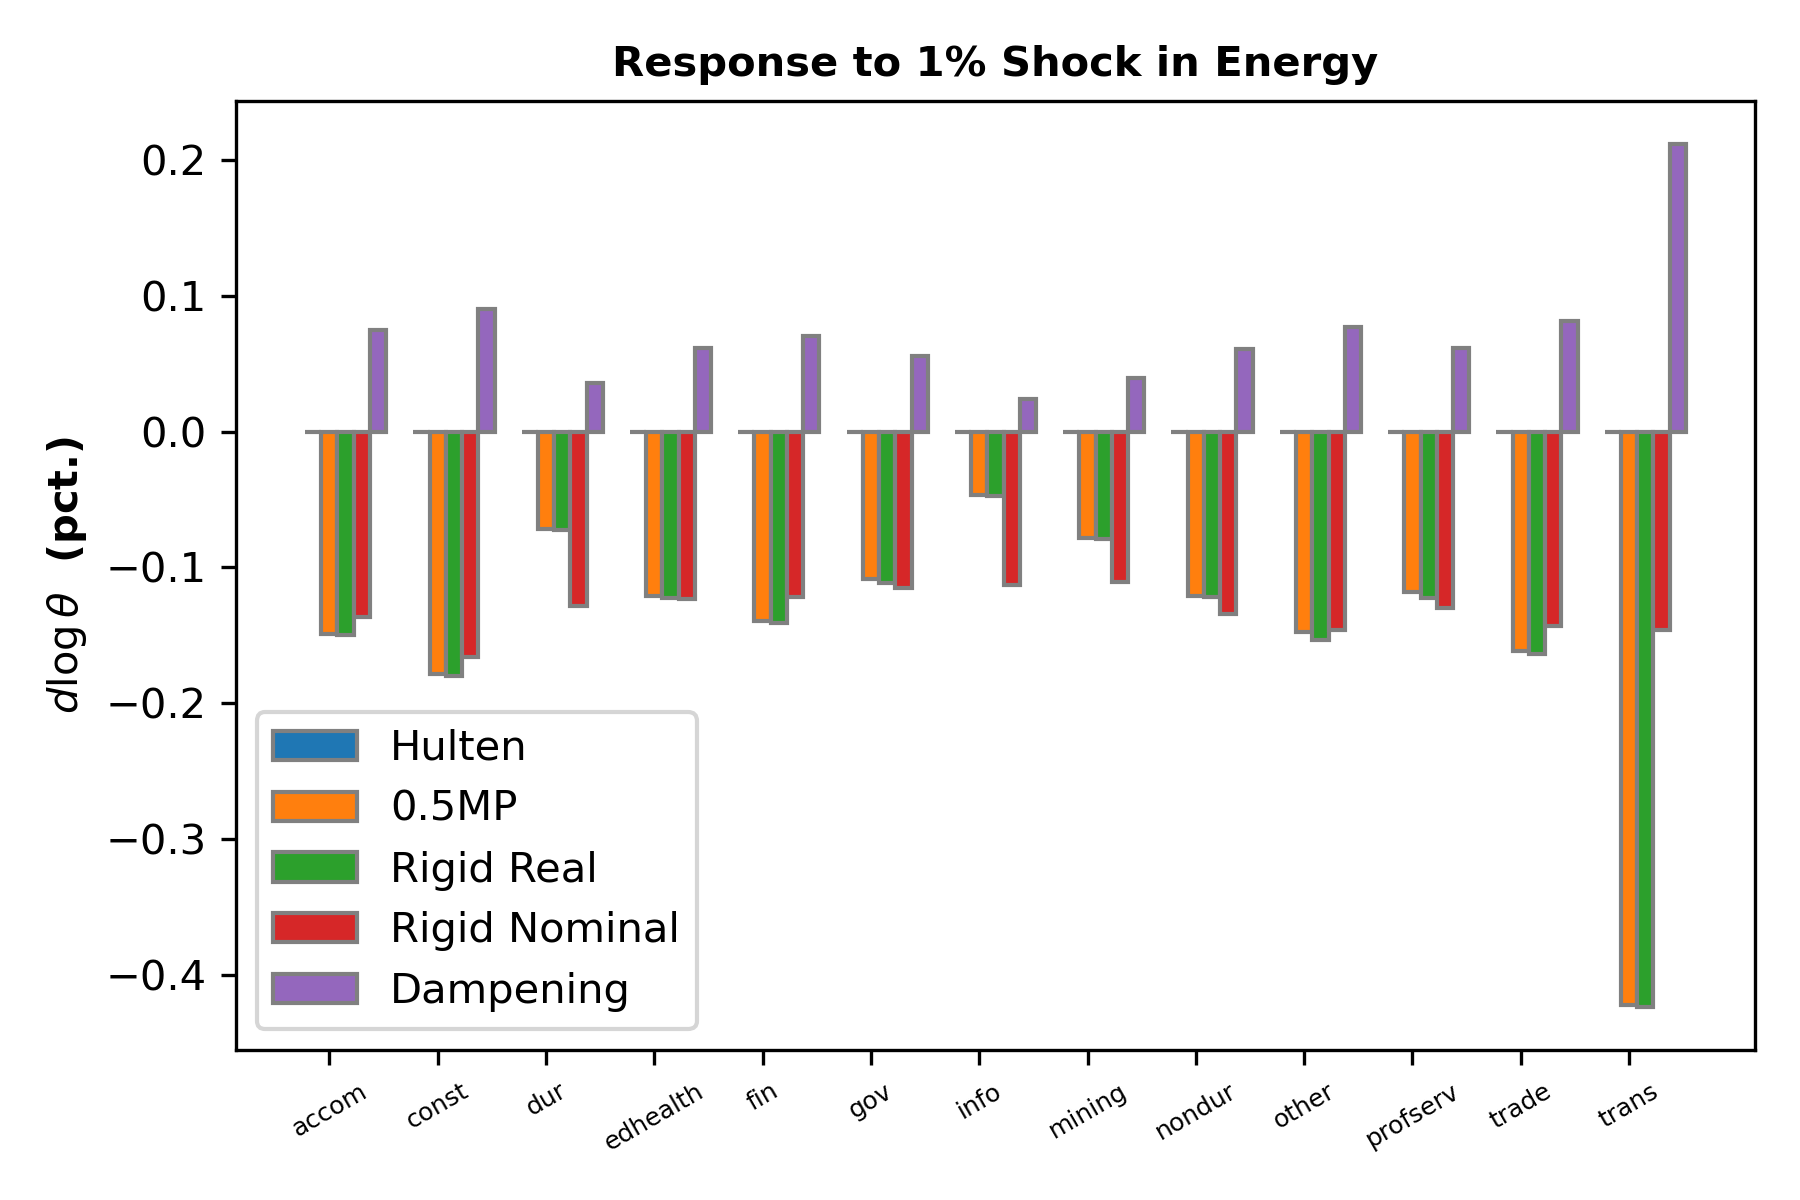 Response to 1% Shock in Energy
dlog θ (pct.)
0.2
0.1
0.0
−0.1
−0.2
−0.3
−0.4
Hulten
0.5MP
Rigid Real
Rigid Nominal
Dampening
accom const dur edhealth fin gov info mining nondur other profserv trade trans